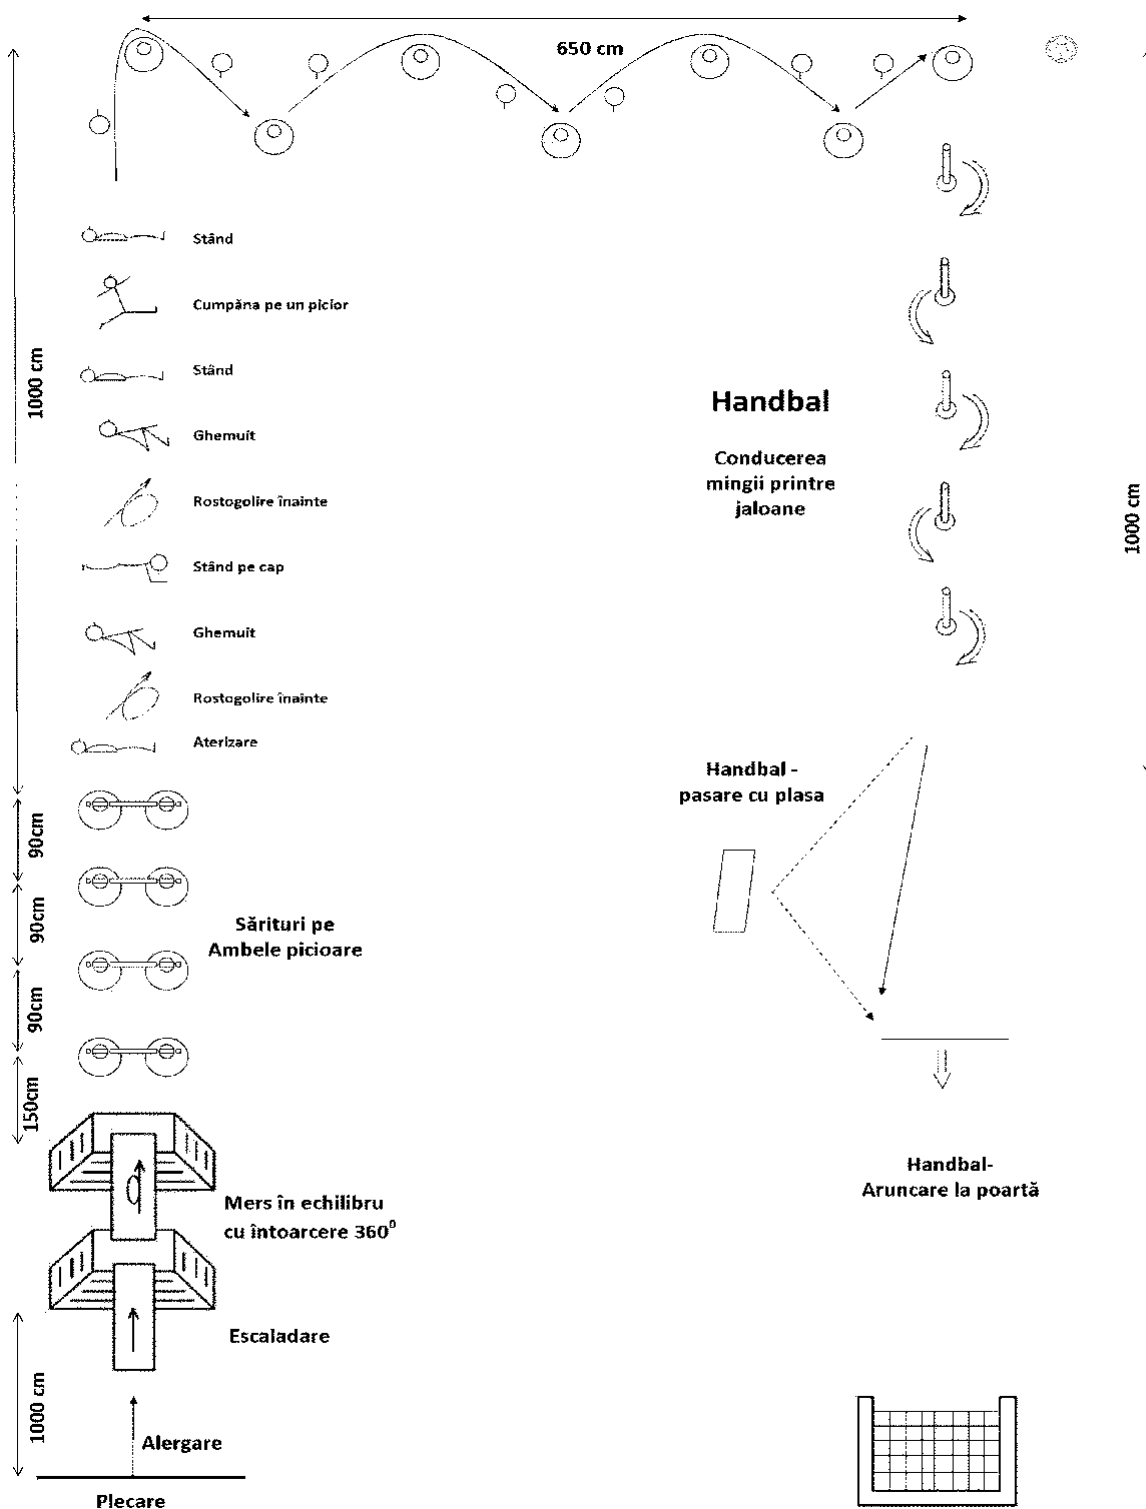 650 cm
Stând
Cumpăna pe un picior
Stând
Ghemuit
Rostogolire înainte
Stând pe cap
Ghemuit
Rostogolire înainte
Aterizare
1000 cm
Handbal
Conducerea
mingii printre
jaloane
1000 cm
Handbal -
pasare cu plasa
90cm
90cm
90cm
150cm
Sărituri pe
Ambele picioare
Handbal-
Aruncare la poartă
Mers în echilibru
cu întoarcere 360⁰
Escaladare
1000 cm
Alergare
Plecare